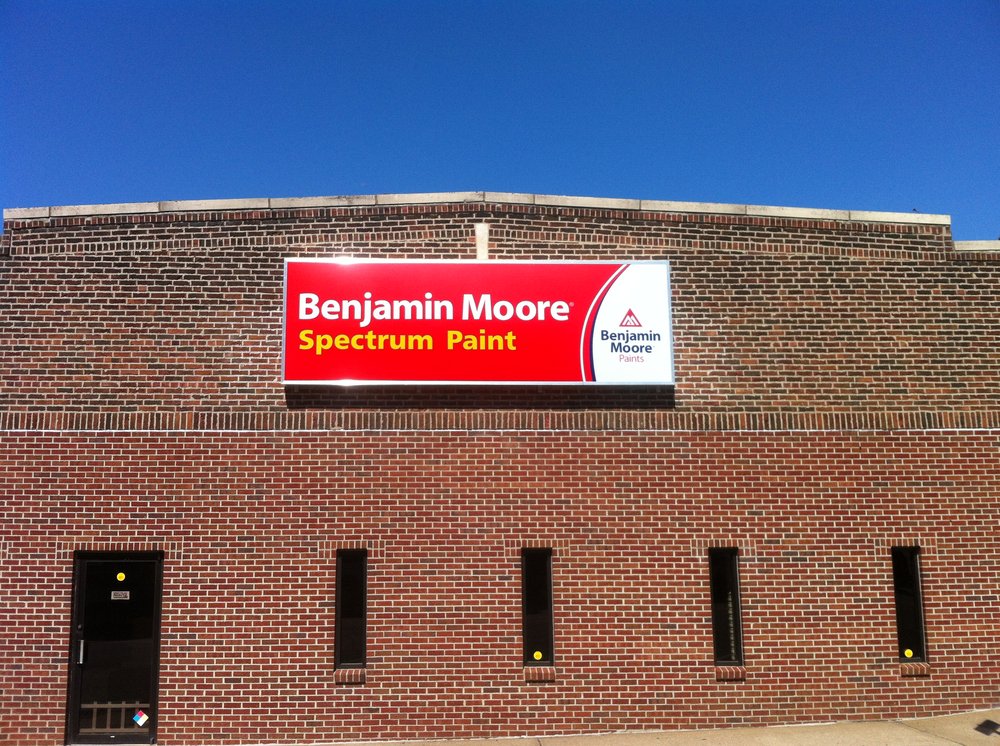 Benjamin Moore®
Spectrum Paint
Benjamin
Moore
Paints